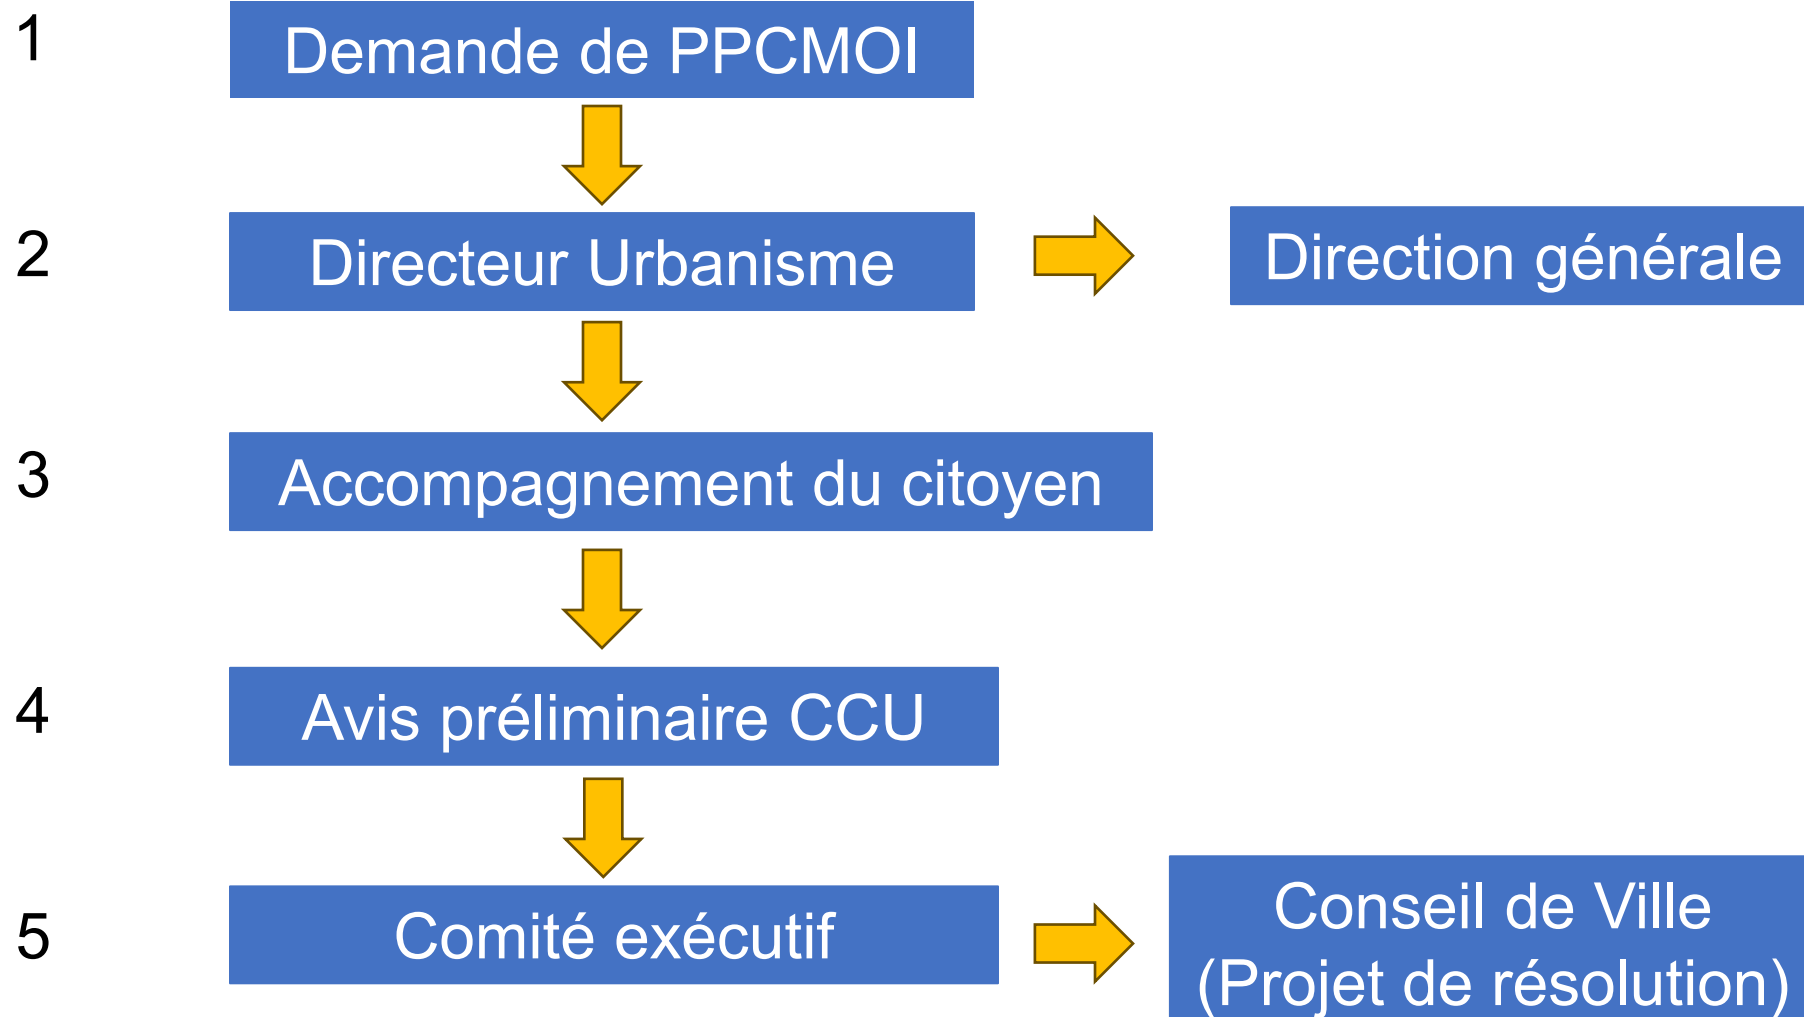 1
Demande de PPCMOI
2
Directeur Urbanisme
Direction générale
3
Accompagnement du citoyen
4
Avis préliminaire CCU
5
Comité exécutif
Conseil de Ville
(Projet de résolution)